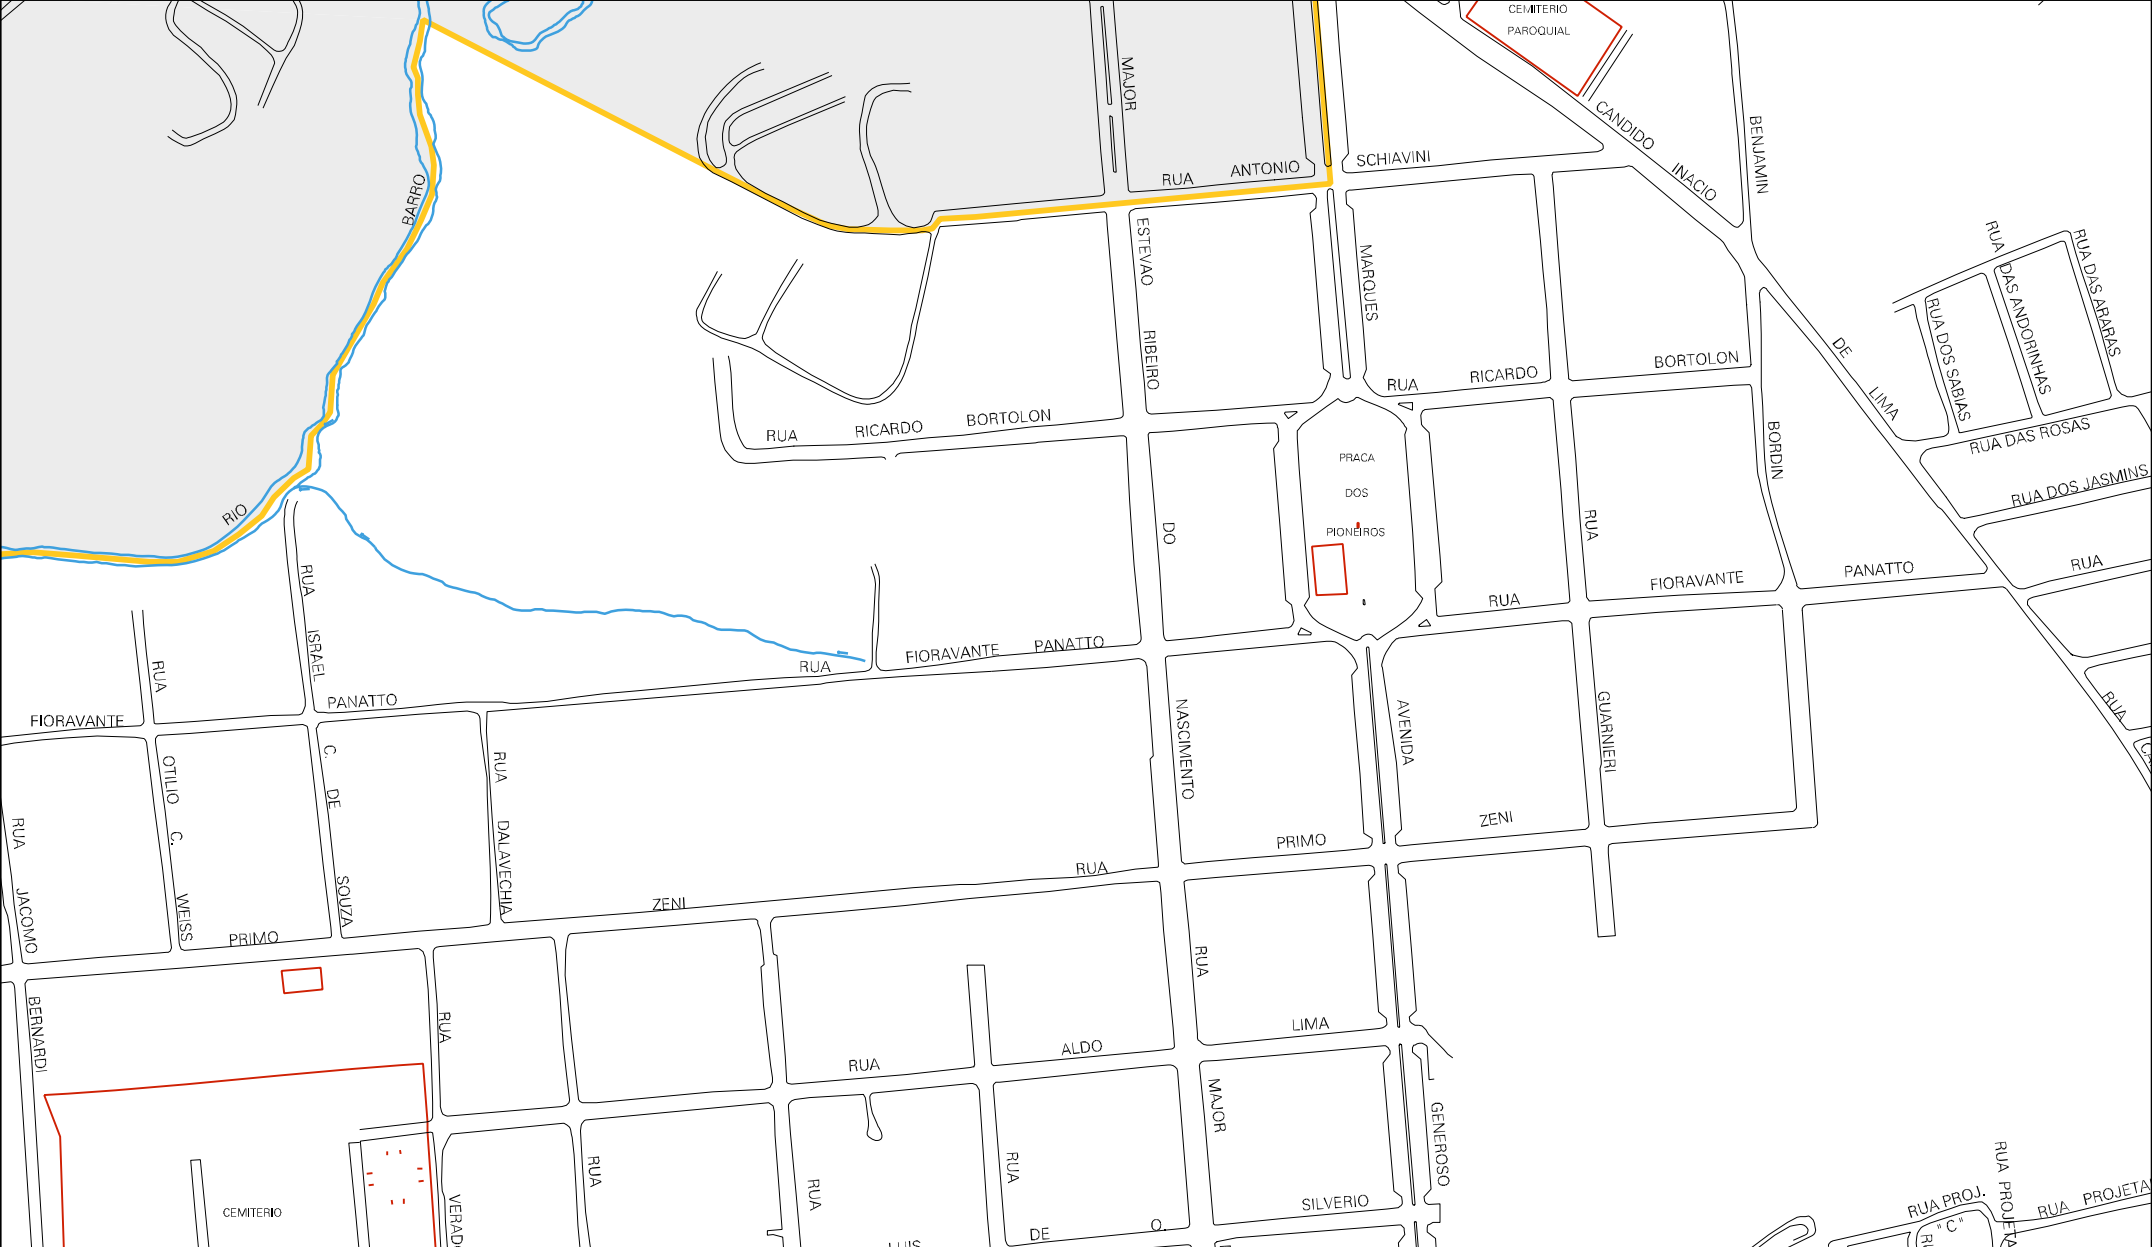 CEMITERIO
PAROQUIAL
MAJOR
CANDIDO
INACIO
BENJAMIN
SCHIAVINI
RUA
ANTONIO
BARRO
ESTEVAO
MARQUES
RUA
DAS ANDORINHAS
RUA DAS ARARAS
RUA DOS SABIAS
RIBEIRO
RUA
RICARDO
BORTOLON
DE
LIMA
RUA
RICARDO
BORTOLON
BORDIN
RUA DAS ROSAS
RUA DOS JASMINS
PRACA
DOS
PIONEIROS
RIO
DO
RUA
RUA
FIORAVANTE
PANATTO
RUA
RUA
ISRAEL
RUA
RUA
FIORAVANTE
PANATTO
FIORAVANTE
PANATTO
NASCIMENTO
AVENIDA
GUARNIERI
RUA
OTILIO
C.
WEISS
C.
DE
SOUZA
RUA
DALAVECHIA
RUA
JACOMO
BERNARDI
PRIMO
ZENI
RUA
PRIMO
ZENI
RUA
RUA
LIMA
RUA
ALDO
MAJOR
GENEROSO
CEMITERIO
RUA
RUA
RUA
SILVERIO
DE
O.
RUA PROJ.
"C"
RUA